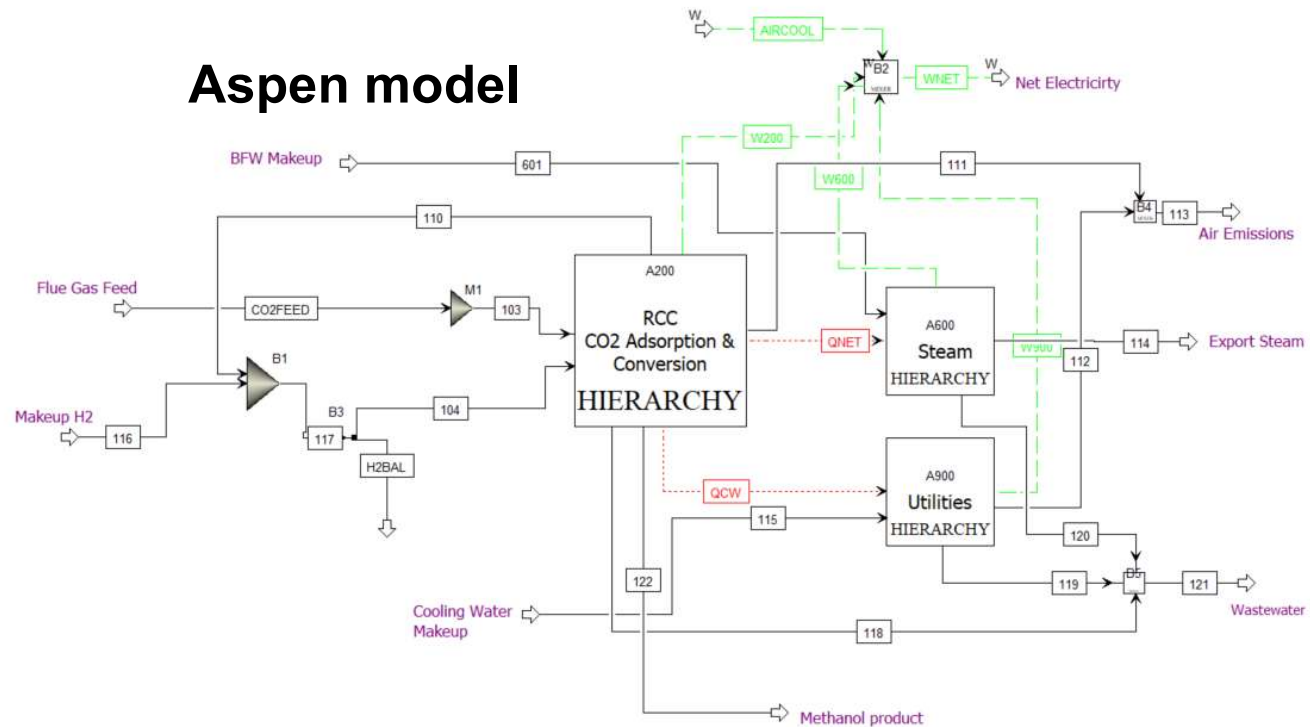 Aspen model
W
AIRCOOL
W
B2
MIXER
WNET
W
Net Electricirty
W200
BFW Makeup
601
W600
111
110
B4
MIXER
113
Air Emissions
A200
RCC
CO2 Adsorption &
Conversion
HIERARCHY
Flue Gas Feed
CO2FEED
M1
103
QNET
A600
Steam
HIERARCHY
W900
112
114
Export Steam
B1
Makeup H2
116
B3
117
104
H2BAL
QCW
115
A900
Utilities
HIERARCHY
120
122
119
B5
121
Wastewater
Cooling Water
Makeup
118
Methanol product